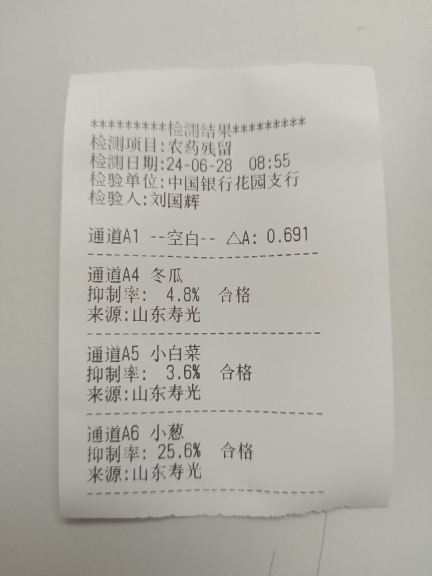 *********检测结果*********
检测项目:农药残留
检测日期:24-06-28 08:55
检验单位:中国银行花园支行
检验人:刘国辉
通道A1 --空白-- △A: 0.691
--------------------------
通道A4 冬瓜
抑制率: 4.8% 合格
来源:山东寿光
--------------------------
通道A5 小白菜
抑制率: 3.6% 合格
来源:山东寿光
--------------------------
通道A6 小葱
抑制率: 25.6% 合格
来源:山东寿光
--------------------------